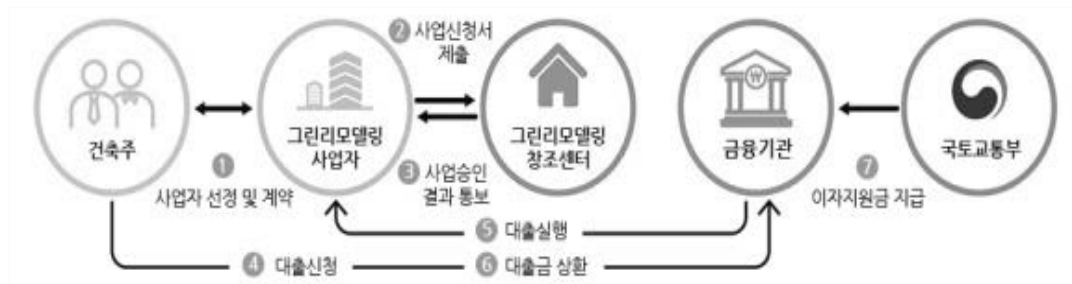 2 사업신청서
제출
건축주
그린리모델링
사업자
그린리모델링
창조센터
₩
금융기관
국토교통부
1
사업자 선정 및 계약
3 사업승인
결과 통보
7
이자지원금 지급
5 대출실행
4 대출신청
6 대출금 상환